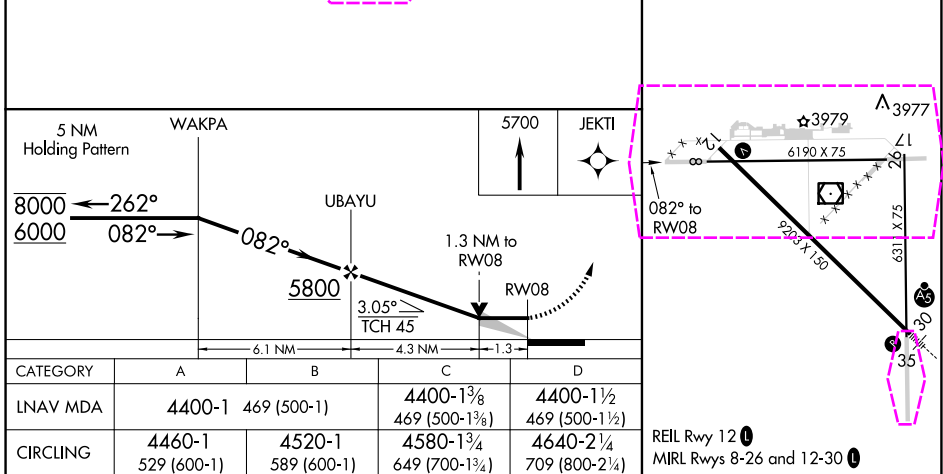 5 NM
Holding Pattern
WAKPA
5700
JEKTI
8000
6000
262°
082°
082°
UBAYU
5800
3.05°
TCH 45
1.3 NM to
RW08
RW08
6.1 NM
4.3 NM
1.3
CATEGORY A B C D
LNAV MDA 4400-1 469 (500-1) 4400-1⅜ 4400-1½
469 (500-1⅜) 469 (500-1½)
CIRCLING 4460-1 4520-1 4580-1¾ 4640-2¼
529 (600-1) 589 (600-1) 649 (700-1¾) 709 (800-2¼)
3977
3979
12
17
8
26
6190 X 75
082° to
RW08
9203 X 150
6311 X 75
A5
30
35
REIL Rwy 12 L
MIRL Rwys 8-26 and 12-30 L